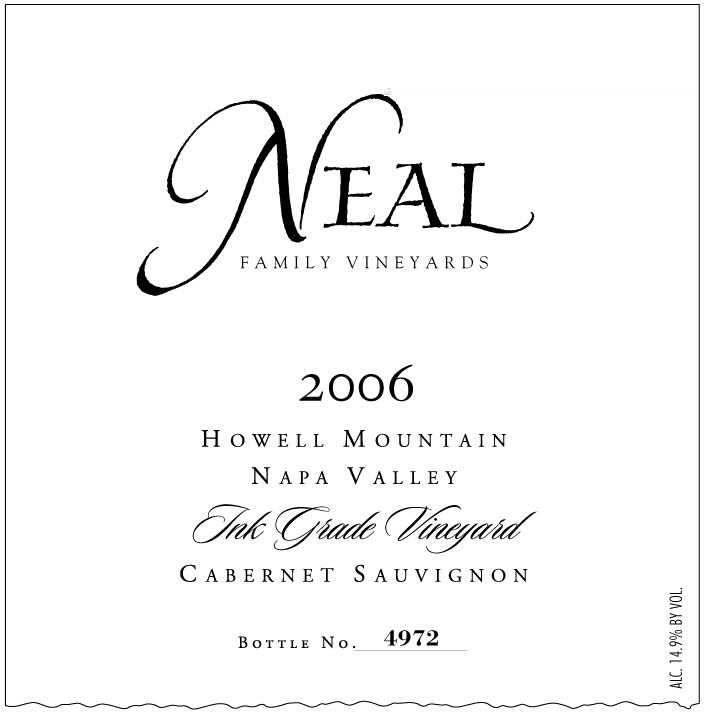 NEAL
FAMILY VINEYARDS
2006
HOWELL MOUNTAIN
NAPA VALLEY
Ink Grade Vineyard
CABERNET SAUVIGNON
BOTTLE NO. 4972
ALC. 14.9% BY VOL.